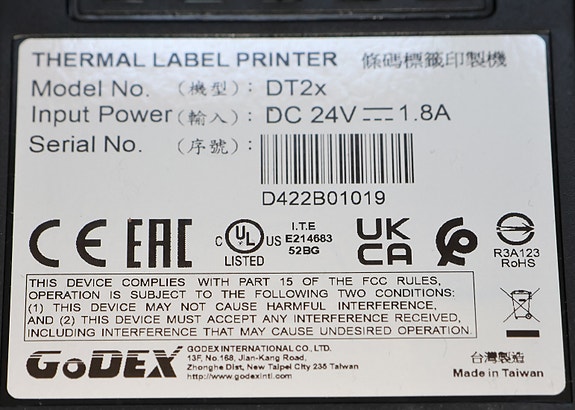 THERMAL LABEL PRINTER 條碼標籤印製機
Model No. (機型): DT2x
Input Power (輸入): DC 24V ⎓ 1.8A
Serial No. (序號):
D422B01019
CE EAC C UL US LISTED I.T.E E214683 52BG UK CA R3A123 RoHS
THIS DEVICE COMPLIES WITH PART 15 OF THE FCC RULES,
OPERATION IS SUBJECT TO THE FOLLOWING TWO CONDITIONS:
(1) THIS DEVICE MAY NOT CAUSE HARMFUL INTERFERENCE,
AND (2) THIS DEVICE MUST ACCEPT ANY INTERFERENCE RECEIVED,
INCLUDING INTERFERENCE THAT MAY CAUSE UNDESIRED OPERATION.
GoDEX
GODEX INTERNATIONAL CO., LTD.
13F, No.168, Jian-Kang Road,
Zhonghe Dist, New Taipei City 235 Taiwan
http://www.godexintl.com
台灣製造
Made in Taiwan